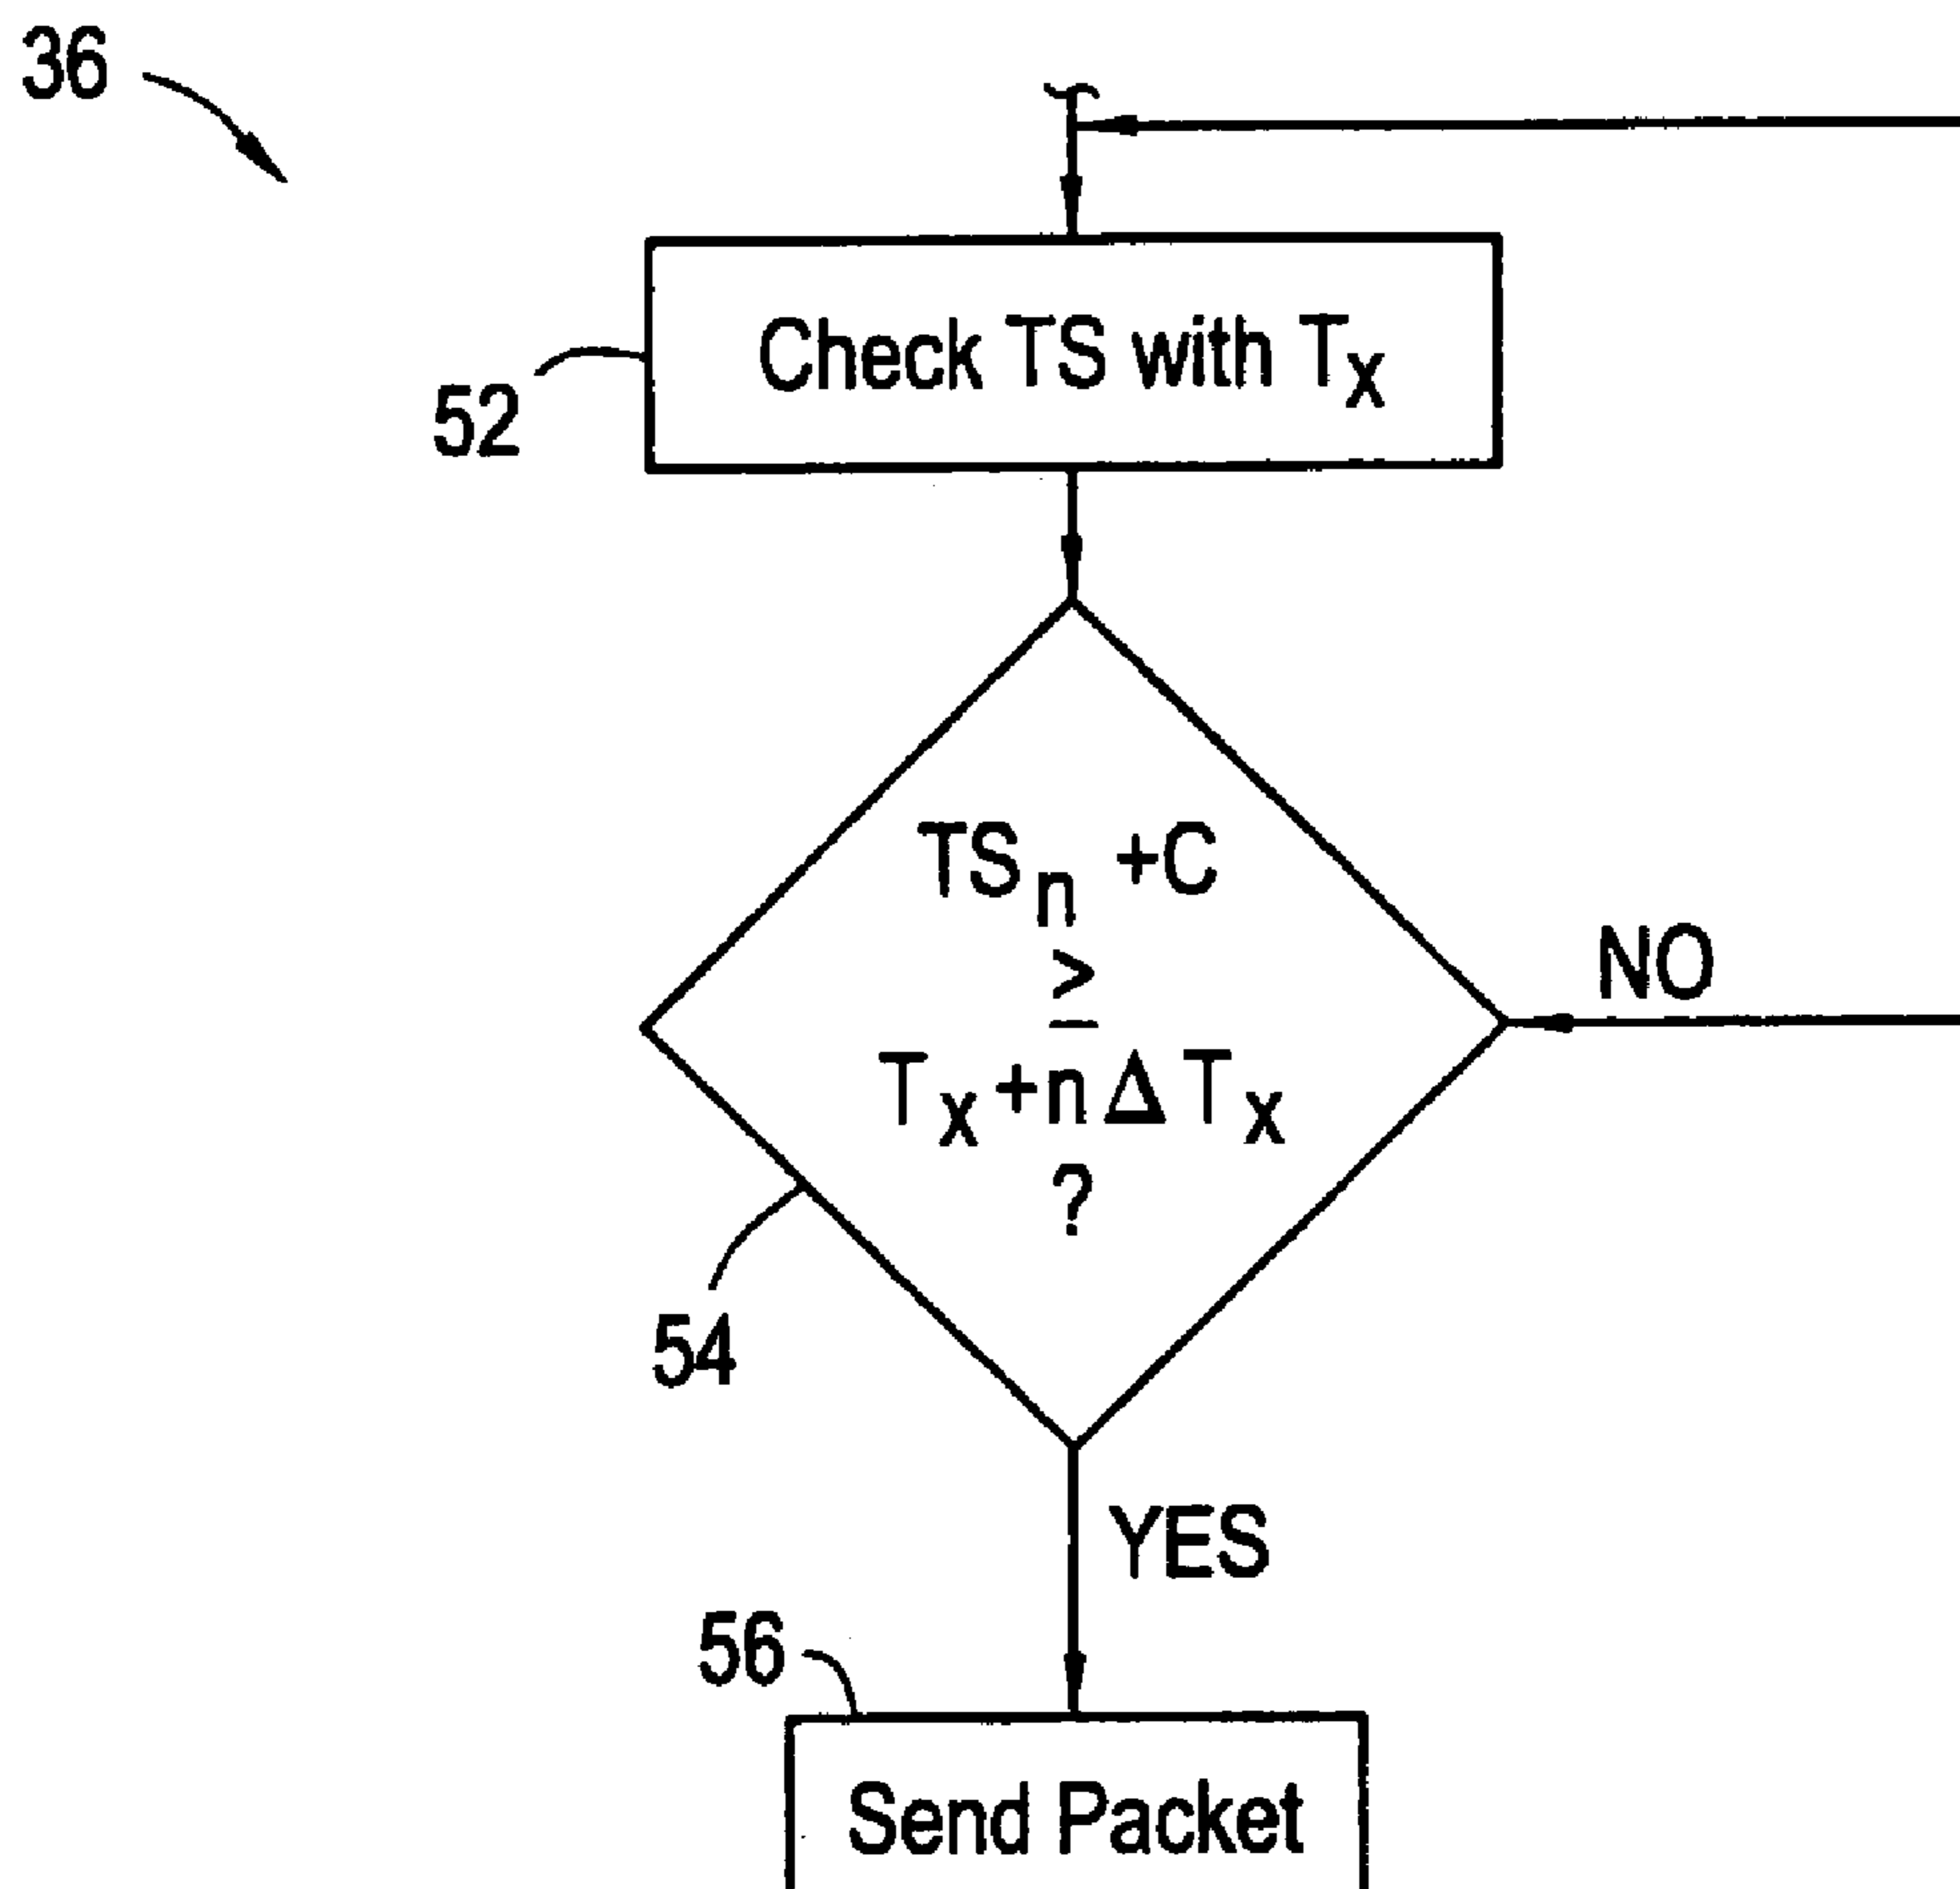 36
Check TS with Tₓ
52
TSₙ +C
≥
Tₓ+nΔTₓ
?
NO
54
YES
56
Send Packet